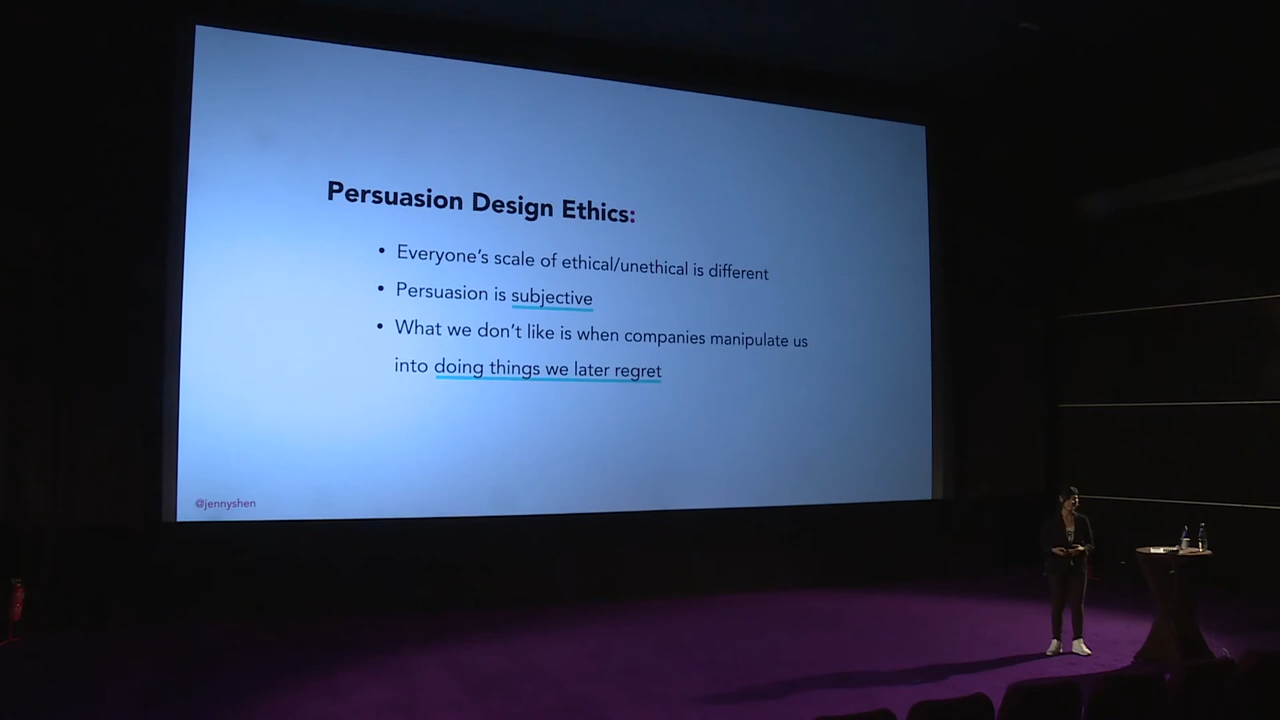 Persuasion Design Ethics:
• Everyone's scale of ethical/unethical is different
• Persuasion is subjective
• What we don't like is when companies manipulate us
into doing things we later regret
@jennyshen